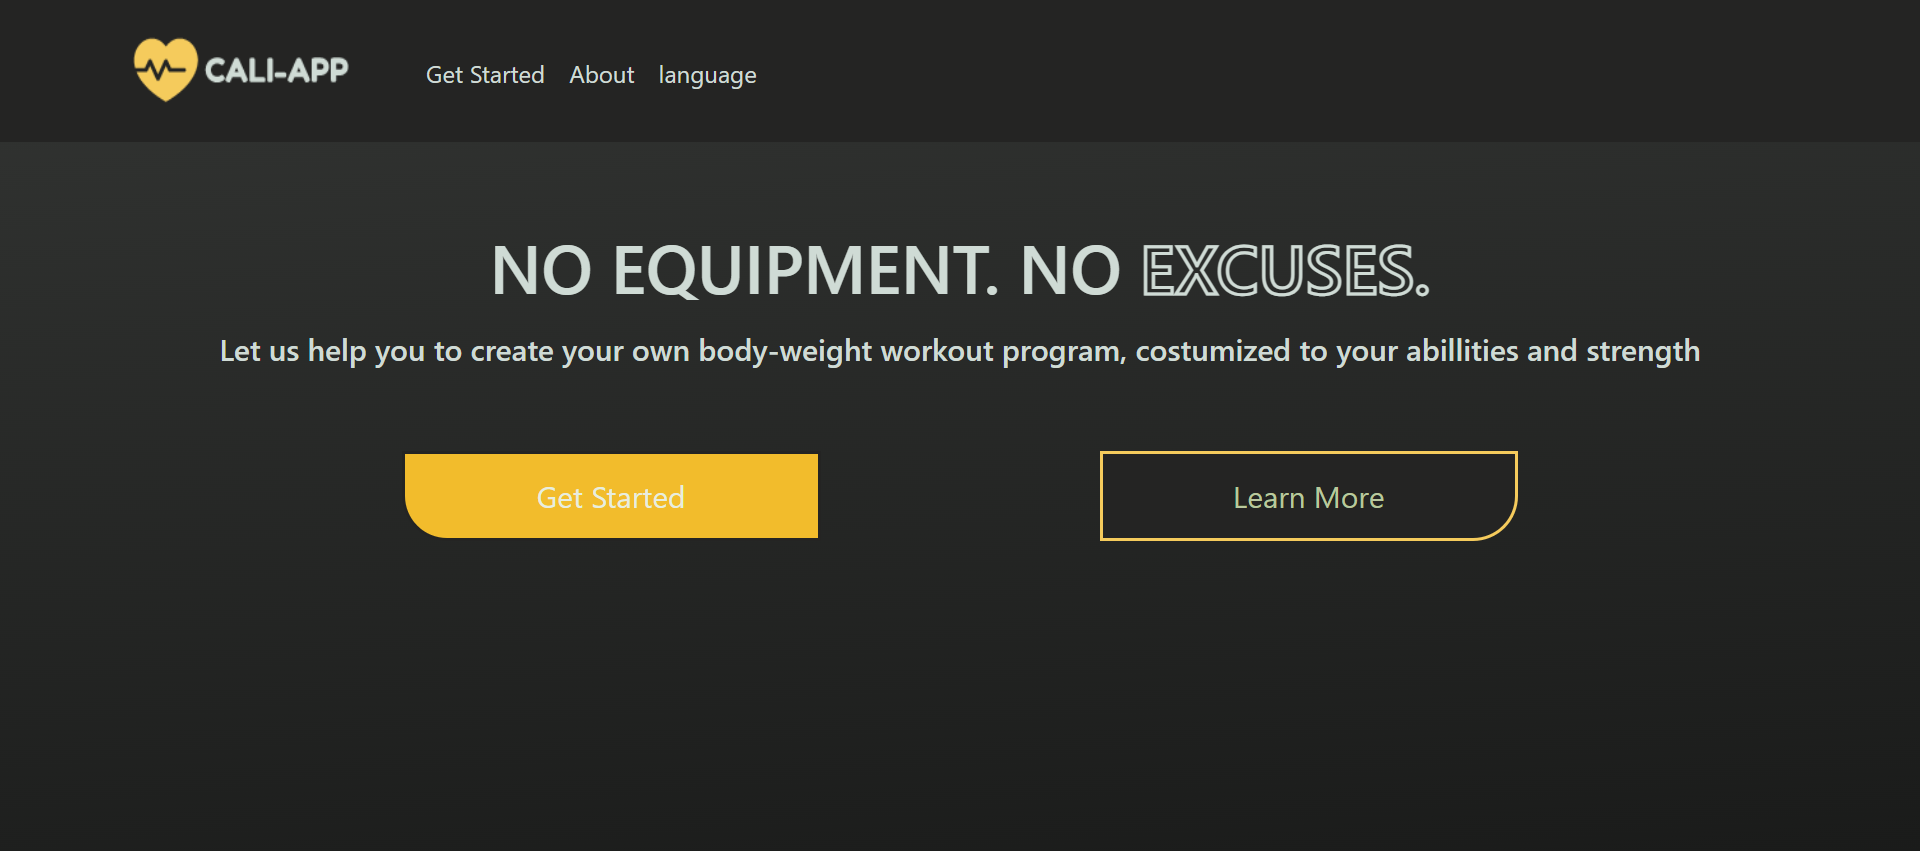 CALI-APP
Get Started About language
NO EQUIPMENT. NO EXCUSES.
Let us help you to create your own body-weight workout program, costumized to your abillities and strength
Get Started
Learn More